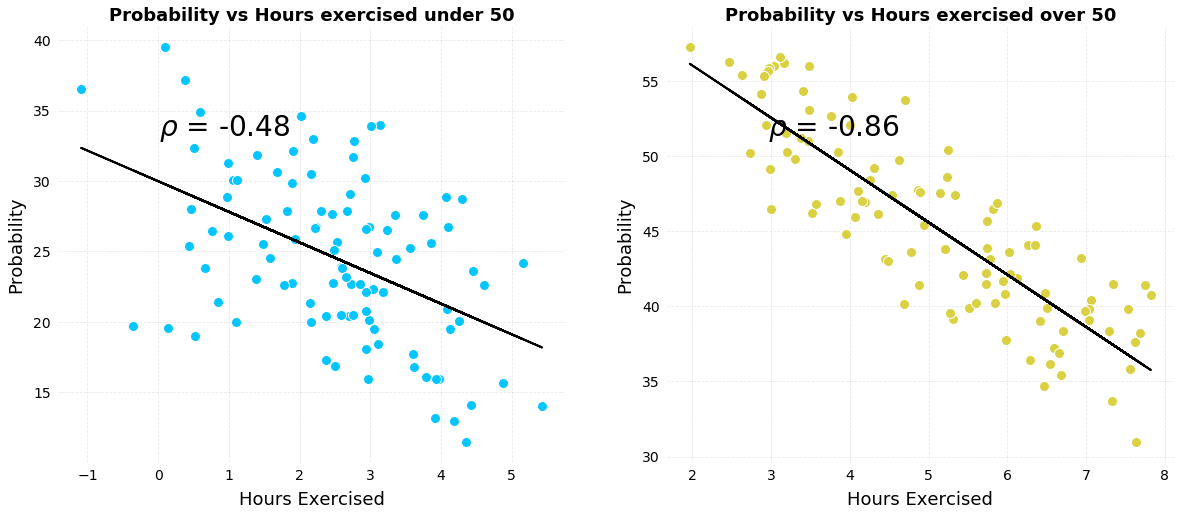 Probability vs Hours exercised under 50
40
35
30
25
20
15
Probability
ρ = -0.48
−1 0 1 2 3 4 5
Hours Exercised
Probability vs Hours exercised over 50
55
50
45
40
35
30
Probability
ρ = -0.86
2 3 4 5 6 7 8
Hours Exercised